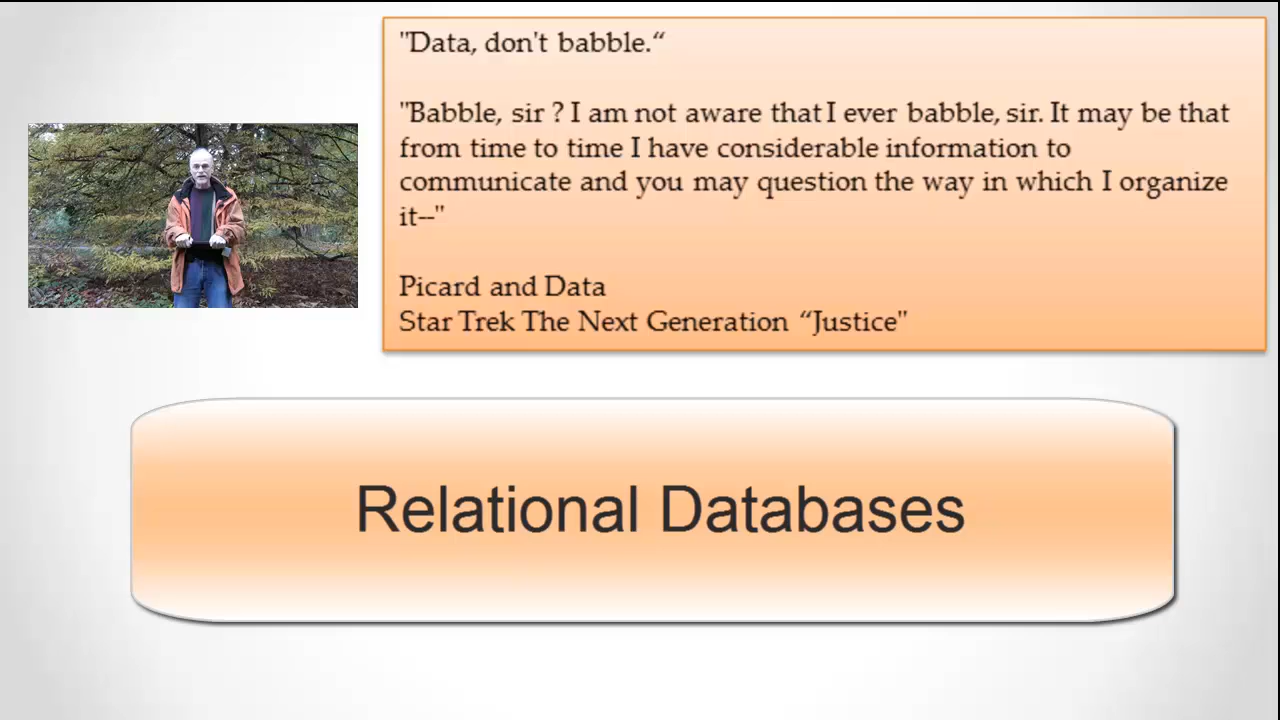 "Data, don't babble.“
"Babble, sir ? I am not aware that I ever babble, sir. It may be that
from time to time I have considerable information to
communicate and you may question the way in which I organize
it--"
Picard and Data
Star Trek The Next Generation “Justice"
Relational Databases